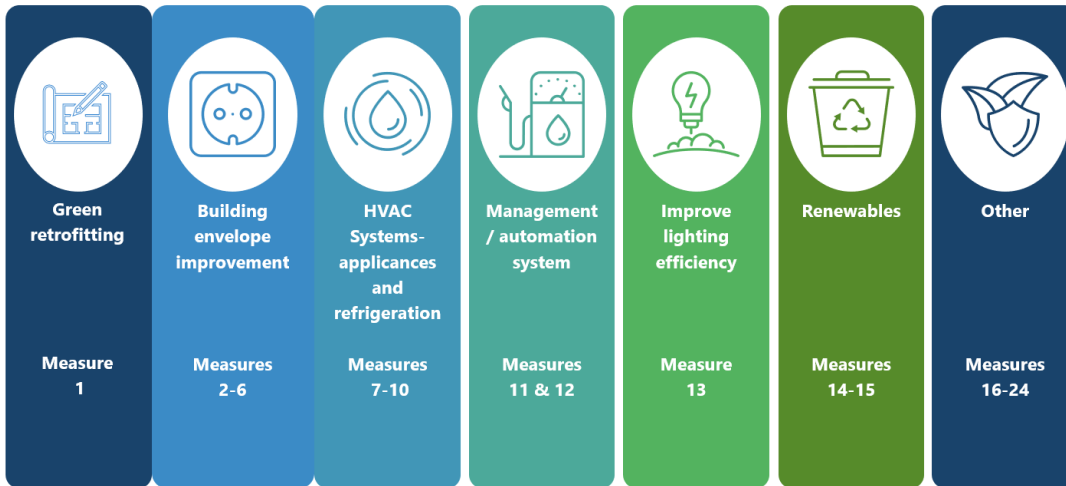 Green
retrofitting
Measure
1
Building
envelope
improvement
Measures
2-6
HVAC
Systems-
applicances
and
refrigeration
Measures
7-10
Management
/ automation
system
Measures
11 & 12
Improve
lighting
efficiency
Measure
13
Renewables
Measures
14-15
Other
Measures
16-24